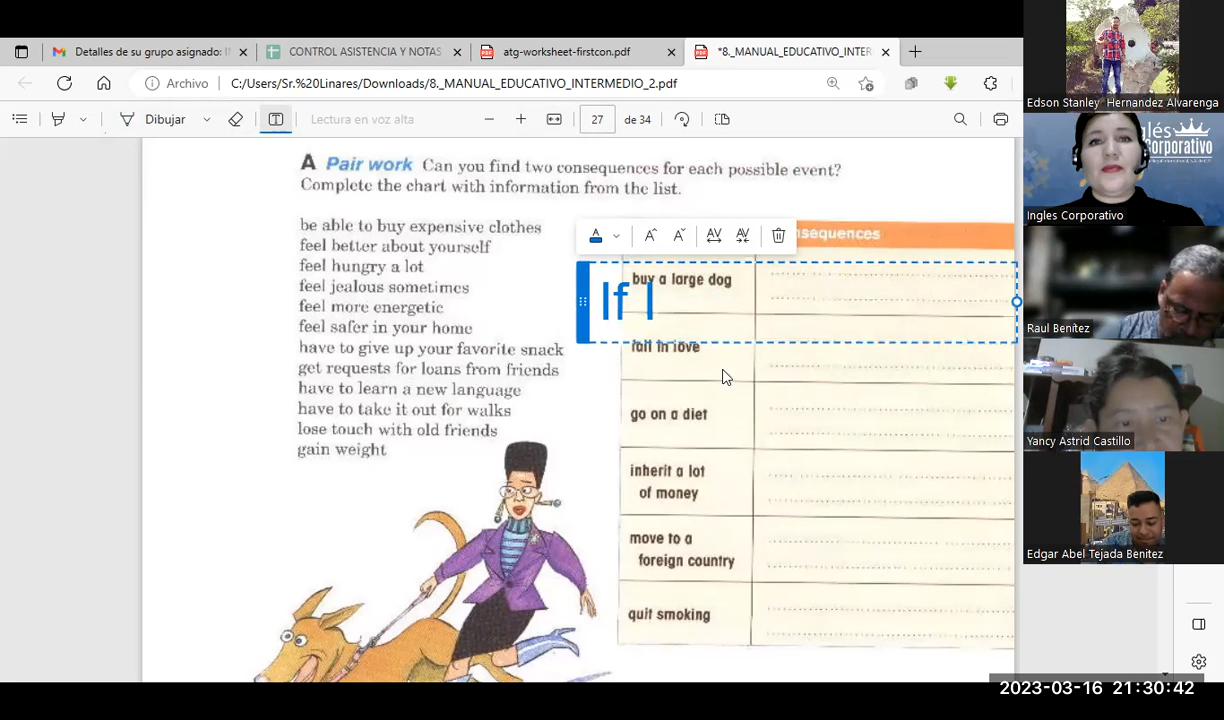 Detalles de su grupo asignado: I
CONTROL ASISTENCIA Y NOTAS
atg-worksheet-firstcon.pdf
*8._MANUAL_EDUCATIVO_INTER
Archivo
C:/Users/Sr.%20Linares/Downloads/8._MANUAL_EDUCATIVO_INTERMEDIO_2.pdf
Dibujar
Lectura en voz alta
27
de 34
A Pair work Can you find two consequences for each possible event?
Complete the chart with information from the list.
be able to buy expensive clothes
feel better about yourself
feel hungry a lot
feel jealous sometimes
feel more energetic
feel safer in your home
have to give up your favorite snack
get requests for loans from friends
have to learn a new language
have to take it out for walks
lose touch with old friends
gain weight
nsequences
buy a large dog
If I
fall in love
go on a diet
inherit a lot
of money
move to a
foreign country
quit smoking
Edson Stanley Hernandez Alvarenga
glés
Corporativo
Ingles Corporativo
Raul Benítez
Yancy Astrid Castillo
Edgar Abel Tejada Benitez
2023-03-16 21:30:42